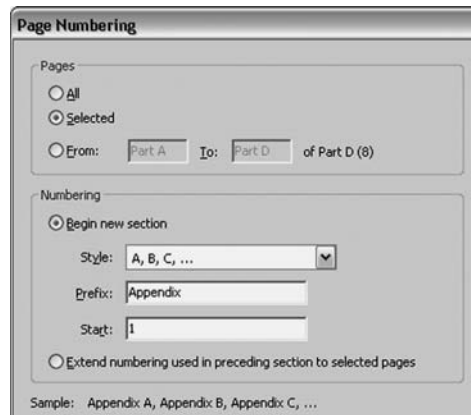 Page Numbering
Pages
All
Selected
From: Part A To: Part D of Part D (8)
Numbering
Begin new section
Style: A, B, C, ...
Prefix: Appendix
Start: 1
Extend numbering used in preceding section to selected pages
Sample: Appendix A, Appendix B, Appendix C, ...